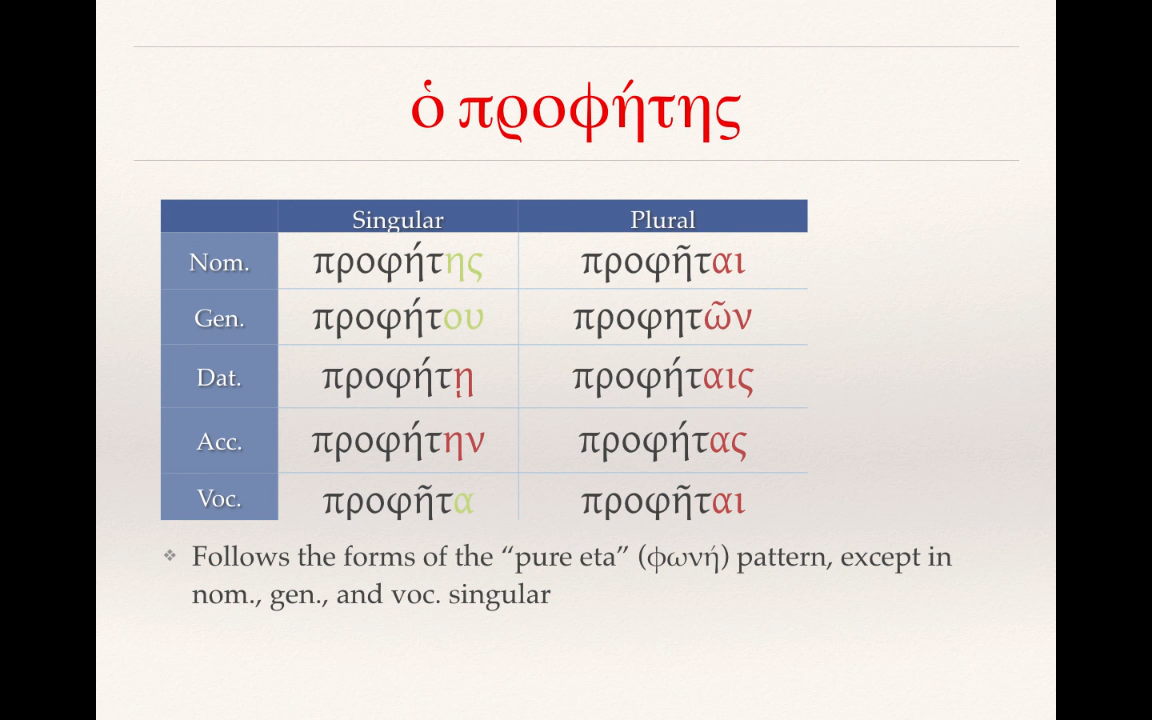 ὁ προφήτης
Singular Plural
Nom. προφήτης προφῆται
Gen. προφήτου προφητῶν
Dat. προφήτῃ προφήταις
Acc. προφήτην προφήτας
Voc. προφῆτα προφῆται
❖ Follows the forms of the “pure eta” (φωνή) pattern, except in
nom., gen., and voc. singular